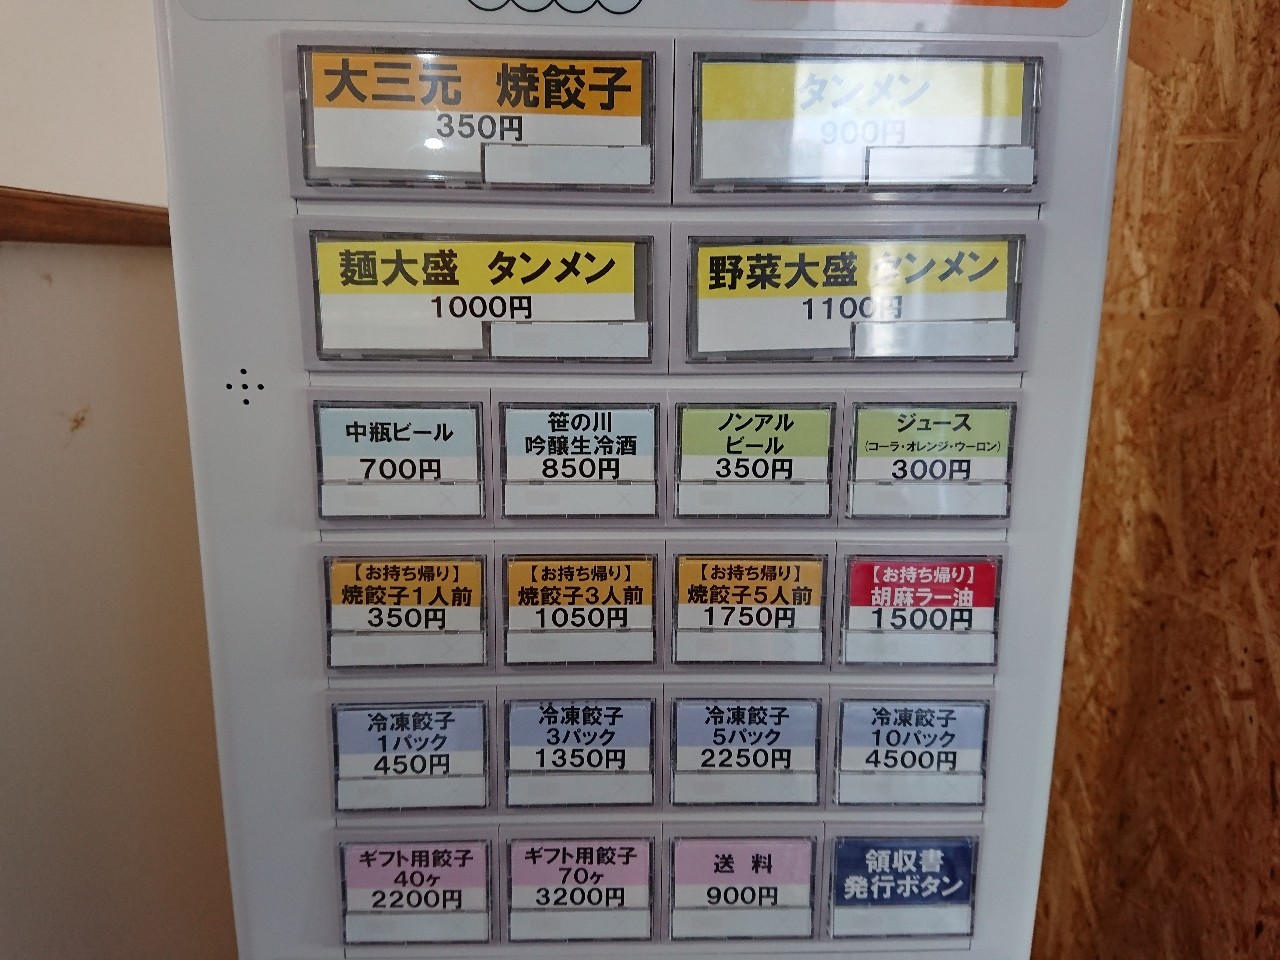 大三元 焼餃子
350円
タンメン
900円
麺大盛 タンメン
1000円
野菜大盛 タンメン
1100円
中瓶ビール
700円
笹の川
吟醸生冷酒
850円
ノンアル
ビール
350円
ジュース
(コーラ・オレンジ・ウーロン)
300円
【お持ち帰り】
焼餃子1人前
350円
【お持ち帰り】
焼餃子3人前
1050円
【お持ち帰り】
焼餃子5人前
1750円
【お持ち帰り】
胡麻ラー油
1500円
冷凍餃子
1パック
450円
冷凍餃子
3パック
1350円
冷凍餃子
5パック
2250円
冷凍餃子
10パック
4500円
ギフト用餃子
40ヶ
2200円
ギフト用餃子
70ヶ
3200円
送料
900円
領収書
発行ボタン